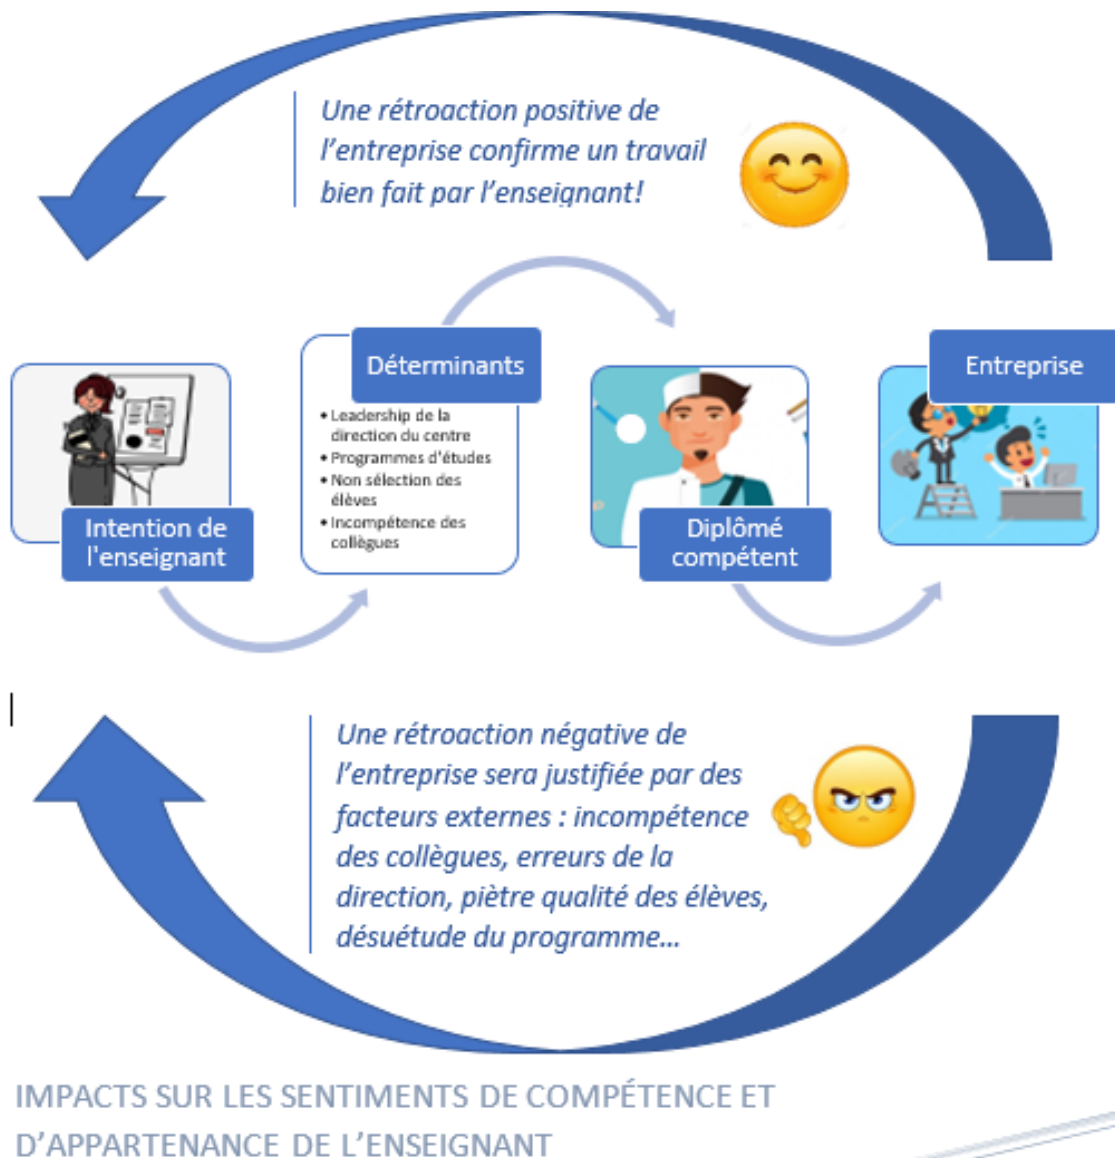 Une rétroaction positive de
l'entreprise confirme un travail
bien fait par l'enseignant!
Déterminants
• Leadership de la
direction du centre
• Programmes d'études
• Non sélection des
élèves
• Incompétence des
collègues
Entreprise
Intention de
l'enseignant
Diplômé
compétent
Une rétroaction négative de
l'entreprise sera justifiée par des
facteurs externes : incompétence
des collègues, erreurs de la
direction, piètre qualité des élèves,
désuétude du programme...
IMPACTS SUR LES SENTIMENTS DE COMPÉTENCE ET
D'APPARTENANCE DE L'ENSEIGNANT